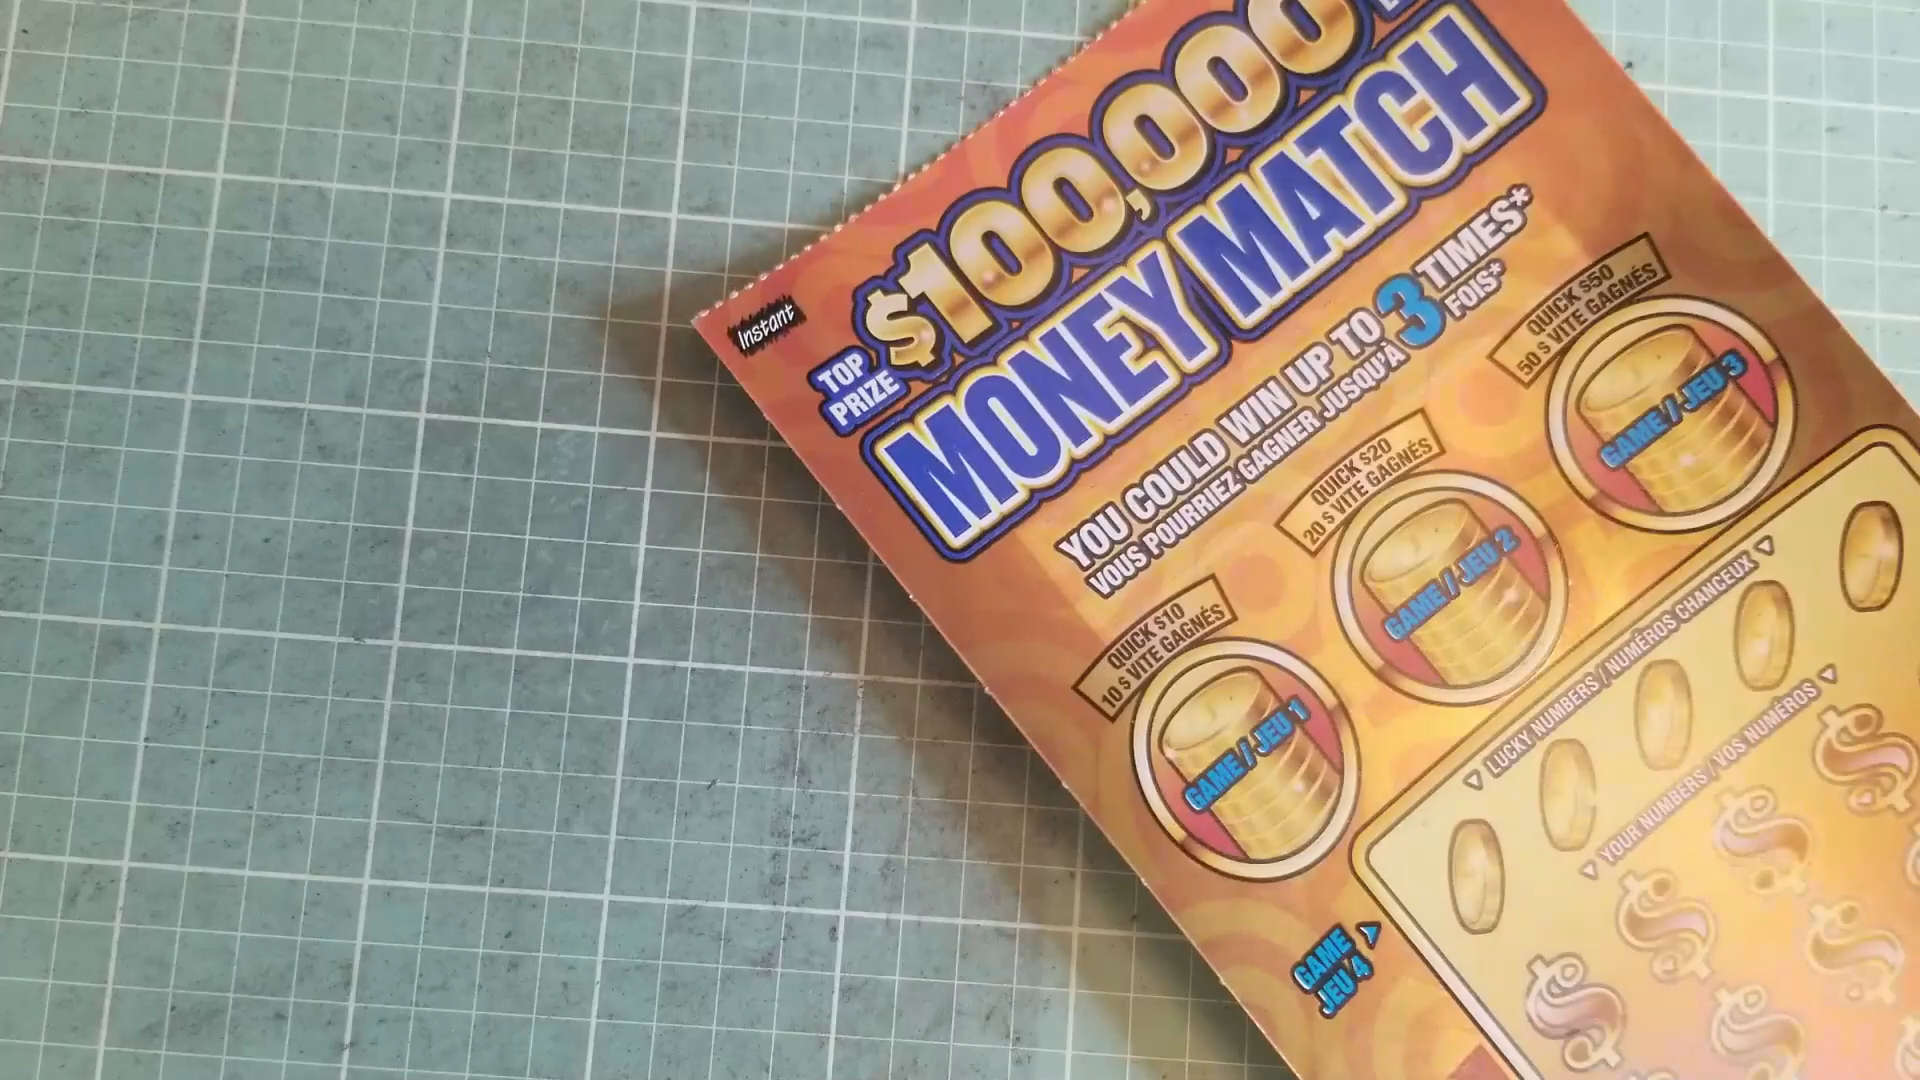 Instant
TOP
PRIZE
$100,000
MONEY MATCH
YOU COULD WIN UP TO 3 TIMES*
VOUS POURRIEZ GAGNER JUSQU'À 3 FOIS*
QUICK $10
10 $ VITE GAGNÉS
GAME / JEU 1
QUICK $20
20 $ VITE GAGNÉS
GAME / JEU 2
QUICK $50
50 $ VITE GAGNÉS
GAME / JEU 3
LUCKY NUMBERS / NUMÉROS CHANCEUX
YOUR NUMBERS / VOS NUMÉROS
GAME
JEU 4